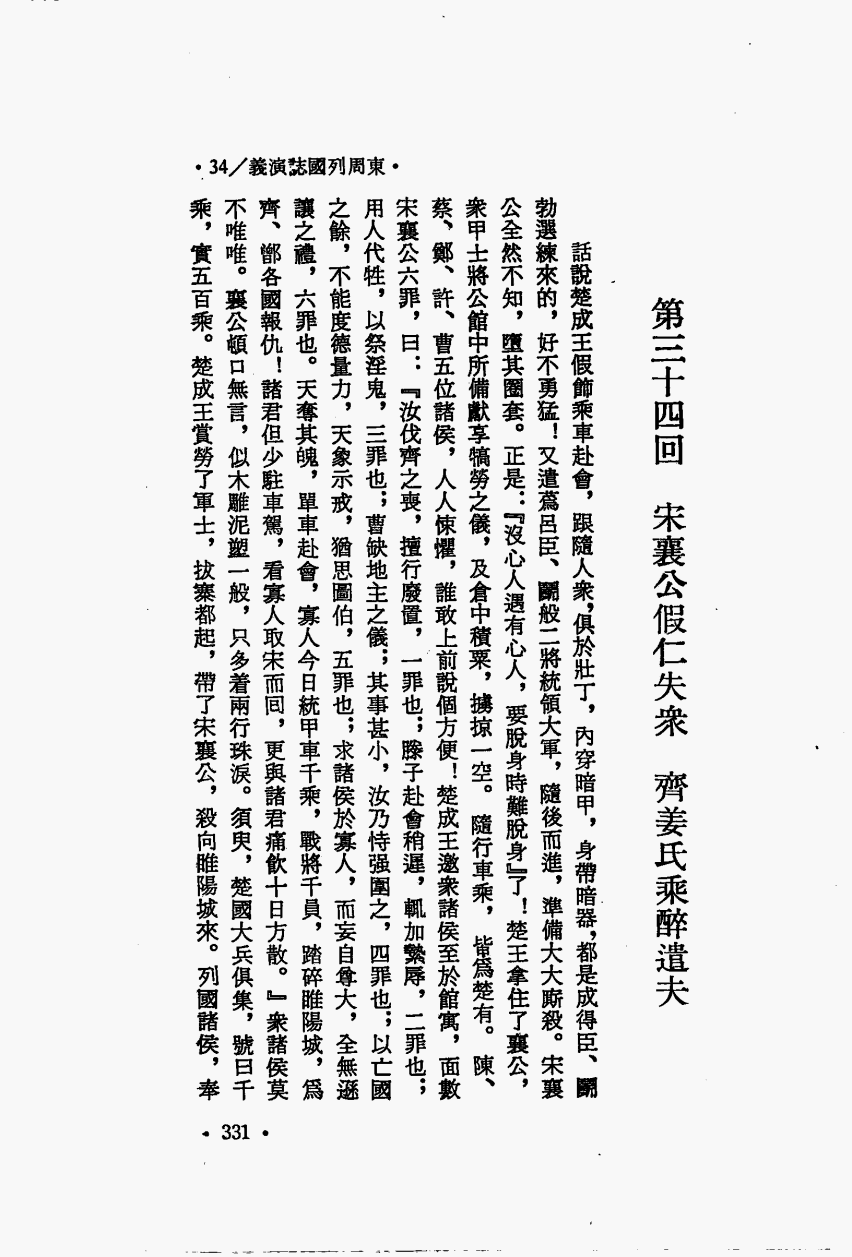 ·34/義演誌國列周東·
第三十四回　宋襄公假仁失衆　齊姜氏乘醉遣夫
話說楚成王假飾乘車赴會，跟隨人衆，俱於壯丁，內穿暗甲，身帶暗器，都是成得臣、鬭
勃選練來的，好不勇猛！又遣蔿呂臣、鬭般二將統領大軍，隨後而進，準備大大廝殺。宋襄
公全然不知，墮其圈套。正是：『沒心人遇有心人，要脫身時難脫身』了！楚王拿住了襄公，
衆甲士將公館中所備獻享犒勞之儀，及倉中積粟，擄掠一空。隨行車乘，皆爲楚有。陳、
蔡、鄭、許、曹五位諸侯，人人悚懼，誰敢上前說個方便！楚成王邀衆諸侯至於館寓，面數
宋襄公六罪，曰：『汝伐齊之喪，擅行廢置，一罪也；滕子赴會稍遲，輒加縶辱，二罪也；
用人代牲，以祭淫鬼，三罪也；曹缺地主之儀；其事甚小，汝乃恃强圍之，四罪也；以亡國
之餘，不能度德量力，天象示戒，猶思圖伯，五罪也；求諸侯於寡人，而妄自尊大，全無遜
讓之禮，六罪也。天奪其魄，單車赴會，寡人今日統甲車千乘，戰將千員，踏碎睢陽城，爲
齊、鄫各國報仇！諸君但少駐車駕，看寡人取宋而回，更與諸君痛飮十日方散。』衆諸侯莫
不唯唯。襄公頓口無言，似木雕泥塑一般，只多着兩行珠淚。須臾，楚國大兵俱集，號曰千
乘，實五百乘。楚成王賞勞了軍士，拔寨都起，帶了宋襄公，殺向睢陽城來。列國諸侯，奉
·331·